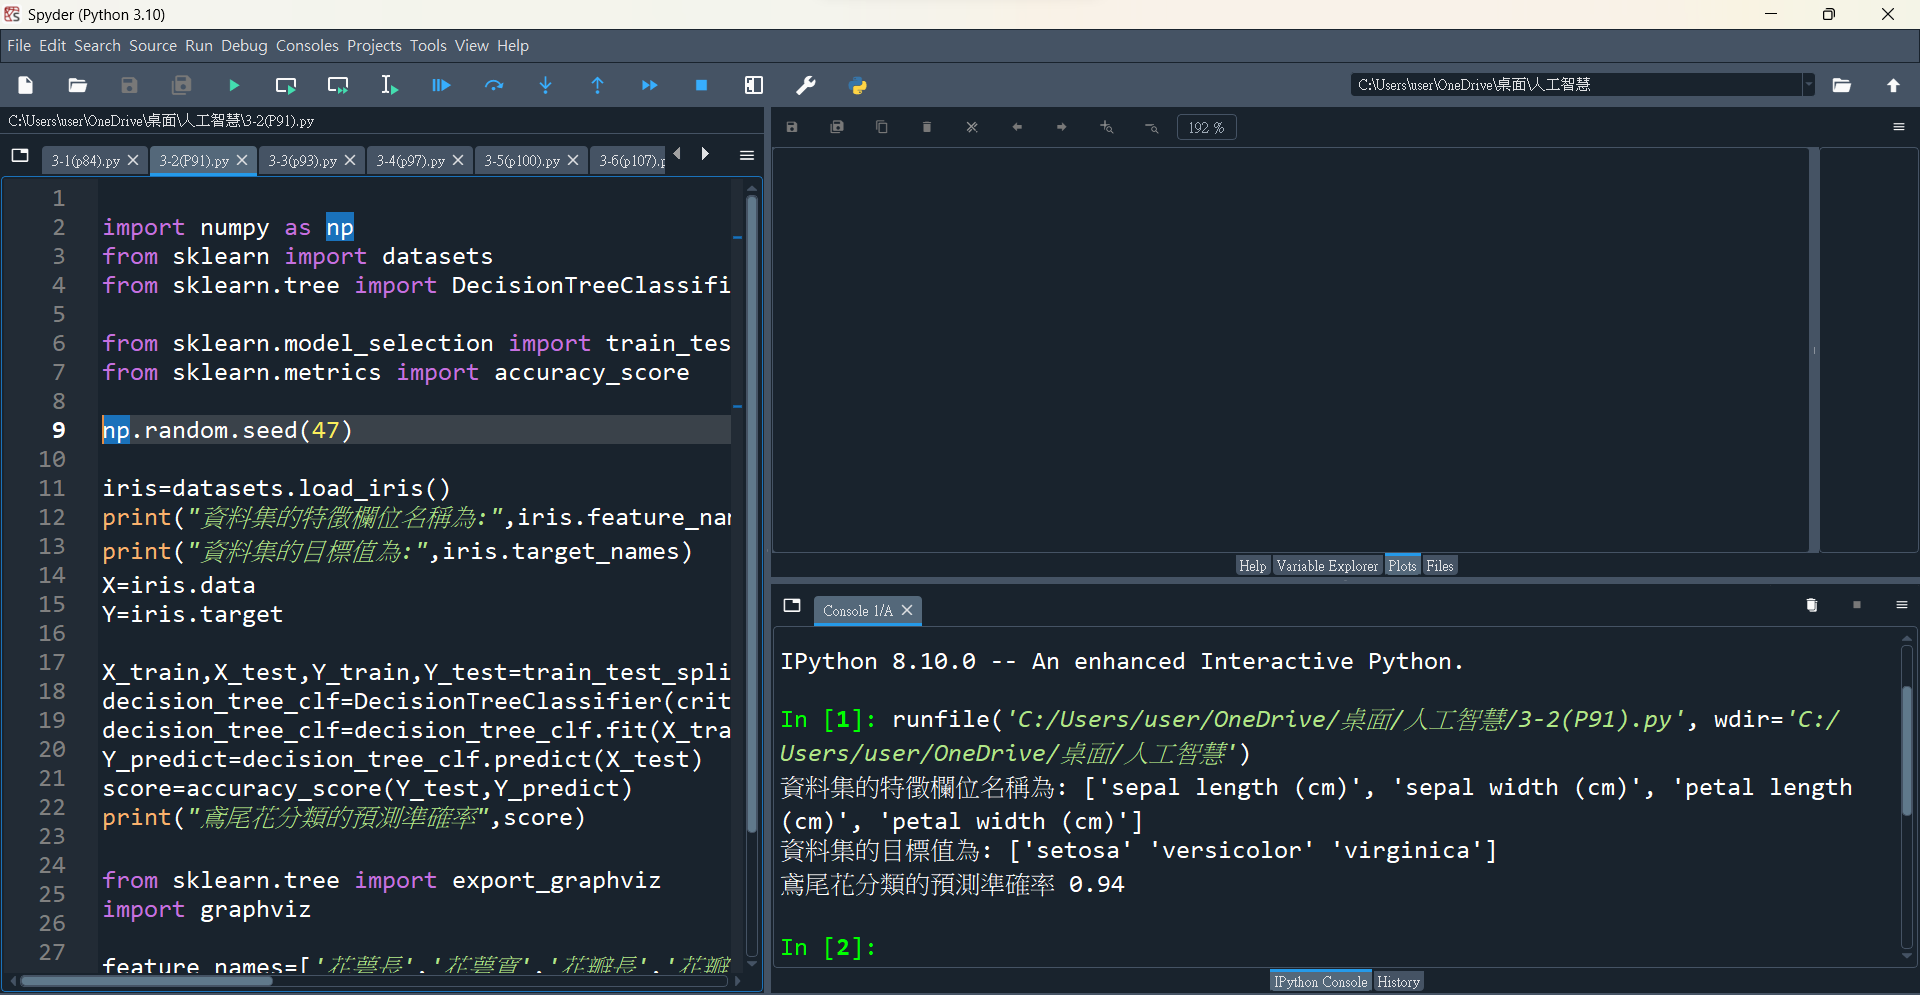 Spyder (Python 3.10)
File Edit Search Source Run Debug Consoles Projects Tools View Help
C:\Users\user\OneDrive\桌面\人工智慧
C:\Users\user\OneDrive\桌面\人工智慧\3-2(P91).py
3-1(p84).py 3-2(P91).py 3-3(p93).py 3-4(p97).py 3-5(p100).py 3-6(p107).p
1
2 import numpy as np
3 from sklearn import datasets
4 from sklearn.tree import DecisionTreeClassifi
5
6 from sklearn.model_selection import train_tes
7 from sklearn.metrics import accuracy_score
8
9 np.random.seed(47)
10
11 iris=datasets.load_iris()
12 print("資料集的特徵欄位名稱為:",iris.feature_na
13 print("資料集的目標值為:",iris.target_names)
14 X=iris.data
15 Y=iris.target
16
17 X_train,X_test,Y_train,Y_test=train_test_spli
18 decision_tree_clf=DecisionTreeClassifier(crit
19 decision_tree_clf=decision_tree_clf.fit(X_tra
20 Y_predict=decision_tree_clf.predict(X_test)
21 score=accuracy_score(Y_test,Y_predict)
22 print("鳶尾花分類的預測準確率",score)
23
24 from sklearn.tree import export_graphviz
25 import graphviz
26
27 feature_names=['花萼長','花萼寬','花瓣長','花瓣
192 %
Help Variable Explorer Plots Files
Console 1/A
IPython 8.10.0 -- An enhanced Interactive Python.
In [1]: runfile('C:/Users/user/OneDrive/桌面/人工智慧/3-2(P91).py', wdir='C:/
Users/user/OneDrive/桌面/人工智慧')
資料集的特徵欄位名稱為: ['sepal length (cm)', 'sepal width (cm)', 'petal length
(cm)', 'petal width (cm)']
資料集的目標值為: ['setosa' 'versicolor' 'virginica']
鳶尾花分類的預測準確率 0.94
In [2]:
IPython Console History